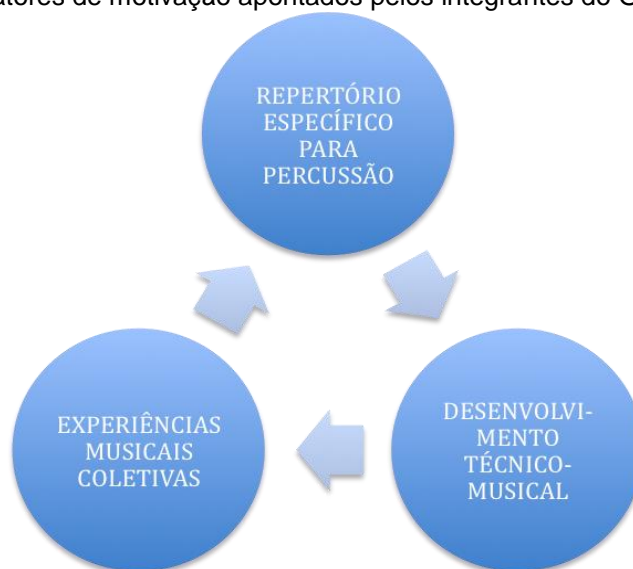 de motivação apontados pelos integrantes do
REPERTÓRIO
ESPECÍFICO
PARA
PERCUSSÃO
EXPERIÊNCIAS
MUSICAIS
COLETIVAS
DESENVOLVI-
MENTO
TÉCNICO-
MUSICAL